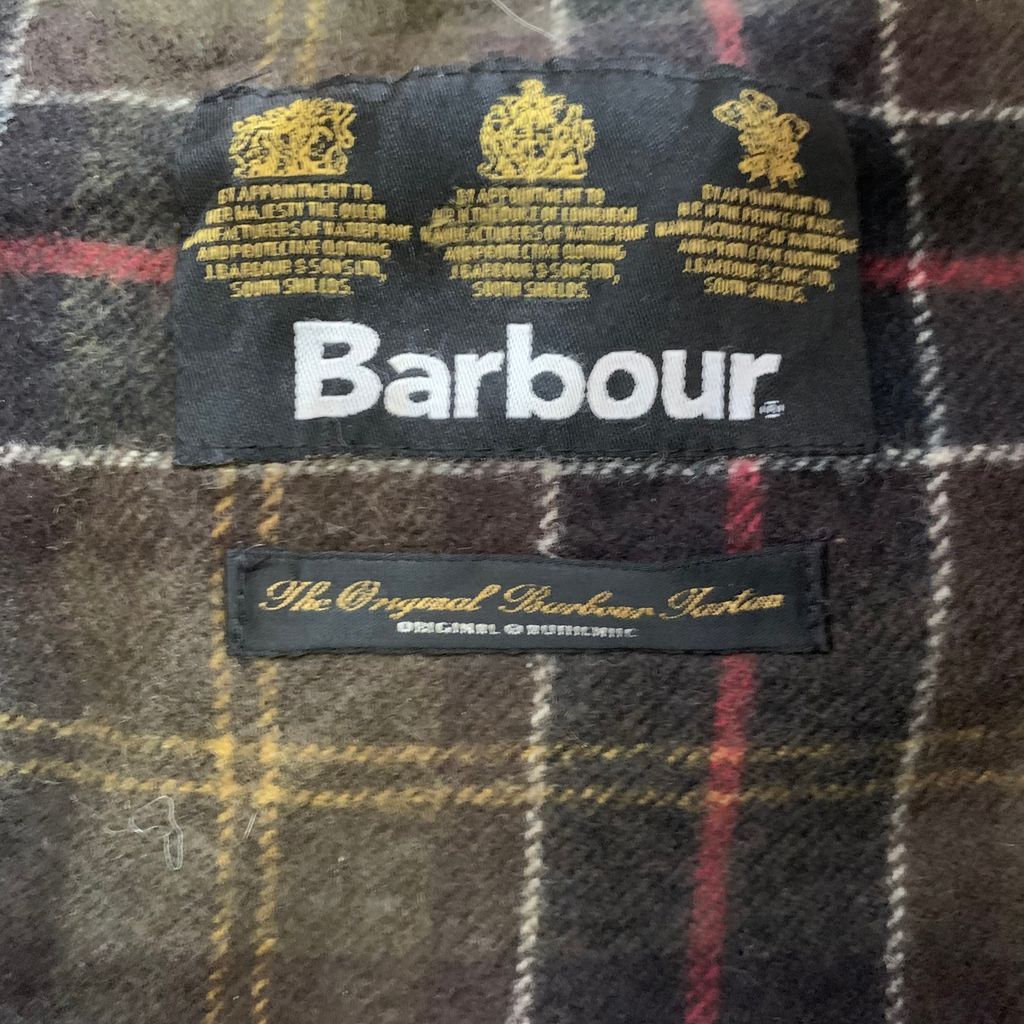 BY APPOINTMENT TO
HER MAJESTY THE QUEEN
MANUFACTURERS OF WATERPROOF
AND PROTECTIVE CLOTHING
J. BARBOUR & SONS LTD,
SOUTH SHIELDS.
BY APPOINTMENT TO
H.R.H. THE DUKE OF EDINBURGH
MANUFACTURERS OF WATERPROOF
AND PROTECTIVE CLOTHING
J. BARBOUR & SONS LTD,
SOUTH SHIELDS.
BY APPOINTMENT TO
H.R.H THE PRINCE OF WALES
MANUFACTURERS OF WATERPROOF
AND PROTECTIVE CLOTHING
J. BARBOUR & SONS LTD,
SOUTH SHIELDS.
Barbour
The Original Barbour Tartan
ORIGINAL